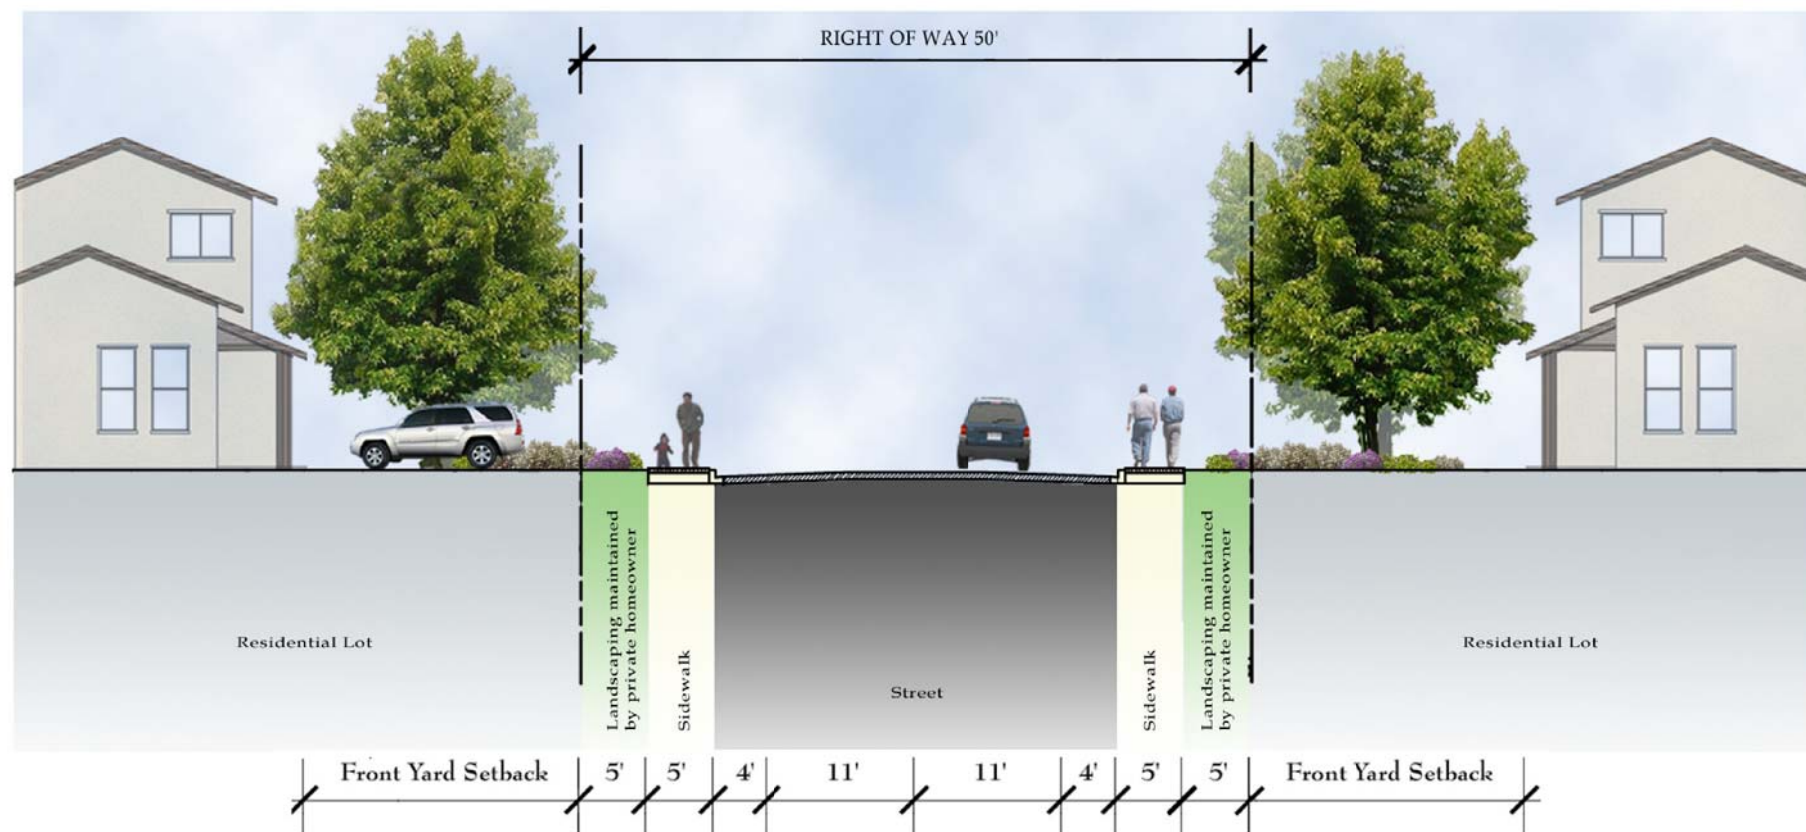 RIGHT OF WAY 50'
Residential Lot
Landscaping maintained
by private homeowner
Sidewalk
Street
Sidewalk
Landscaping maintained
by private homeowner
Residential Lot
Front Yard Setback 5' 5' 4' 11' 11' 4' 5' 5' Front Yard Setback